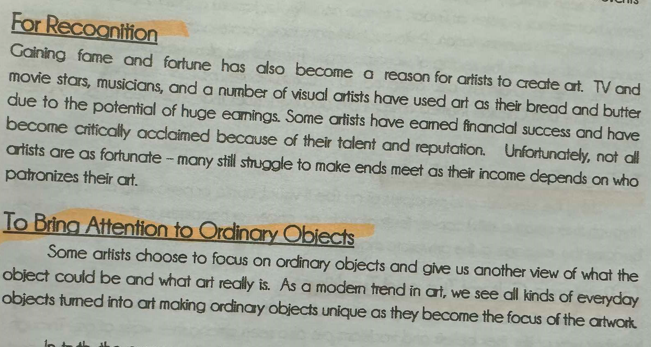 For Recognition
Gaining fame and fortune has also become a reason for artists to create art. TV and
movie stars, musicians, and a number of visual artists have used art as their bread and butter
due to the potential of huge earnings. Some artists have earned financial success and have
become critically acclaimed because of their talent and reputation. Unfortunately, not all
artists are as fortunate – many still struggle to make ends meet as their income depends on who
patronizes their art.
To Bring Attention to Ordinary Objects
Some artists choose to focus on ordinary objects and give us another view of what the
object could be and what art really is. As a modern trend in art, we see all kinds of everyday
objects turned into art making ordinary objects unique as they become the focus of the artwork.